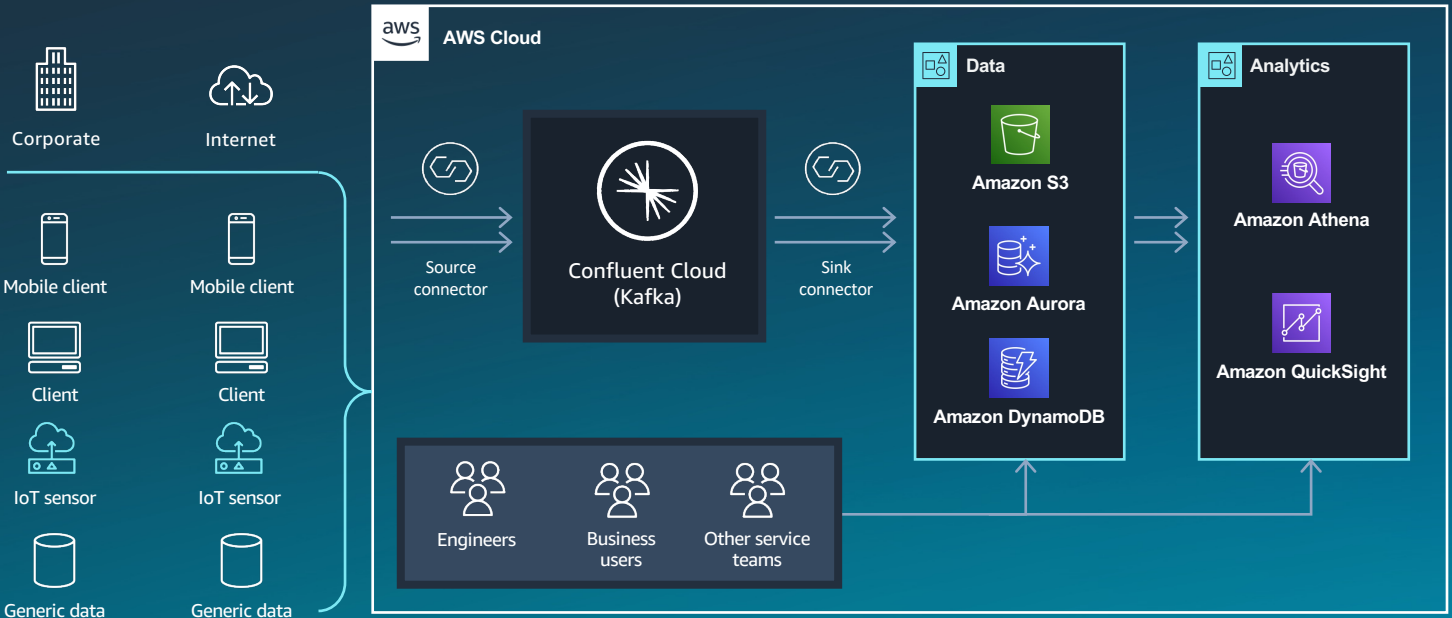 aws
AWS Cloud
Corporate
Internet
Mobile client
Mobile client
Client
Client
IoT sensor
IoT sensor
Generic data
Generic data
Source
connector
Confluent Cloud
(Kafka)
Sink
connector
Data
Amazon S3
Amazon Aurora
Amazon DynamoDB
Analytics
Amazon Athena
Amazon QuickSight
Engineers
Business
users
Other service
teams